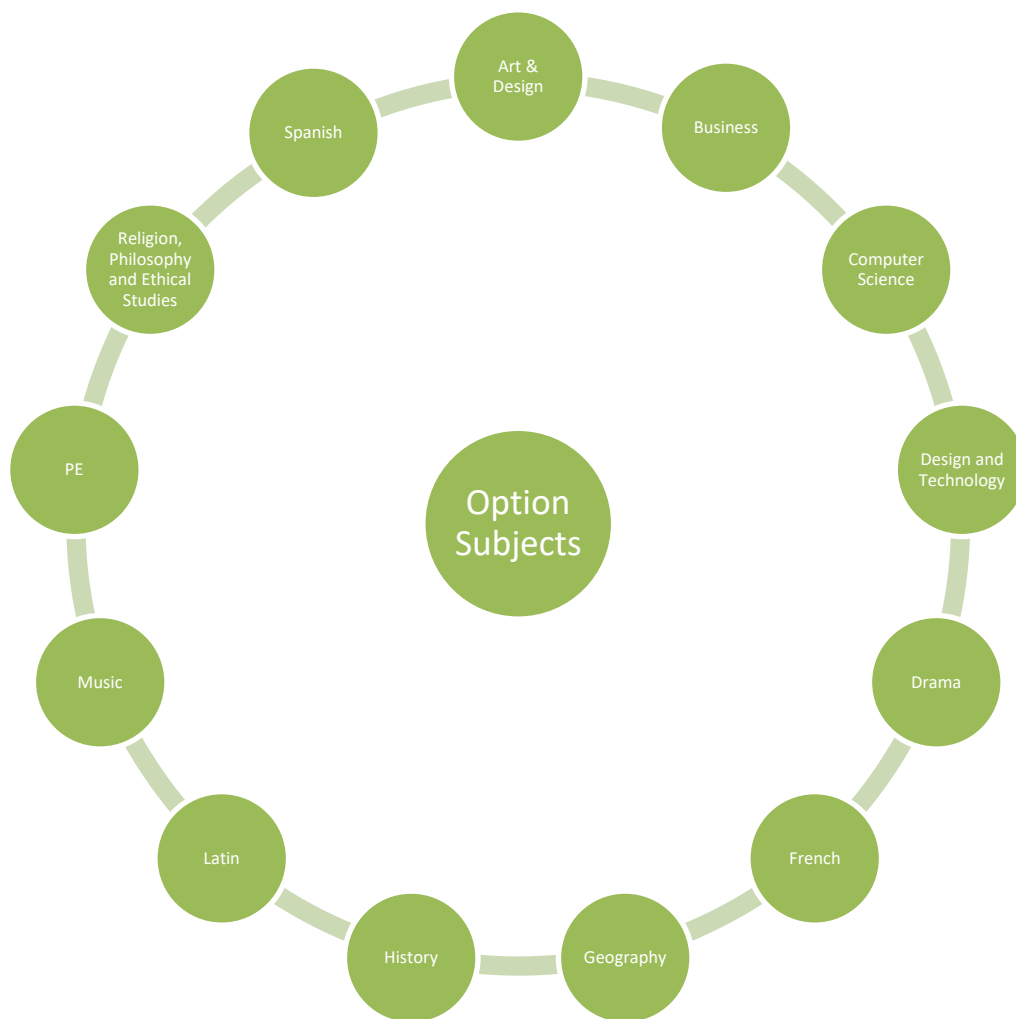 Art &
Design
Business
Computer
Science
Design and
Technology
Drama
French
Geography
History
Latin
Music
PE
Religion,
Philosophy
and Ethical
Studies
Spanish
Option
Subjects